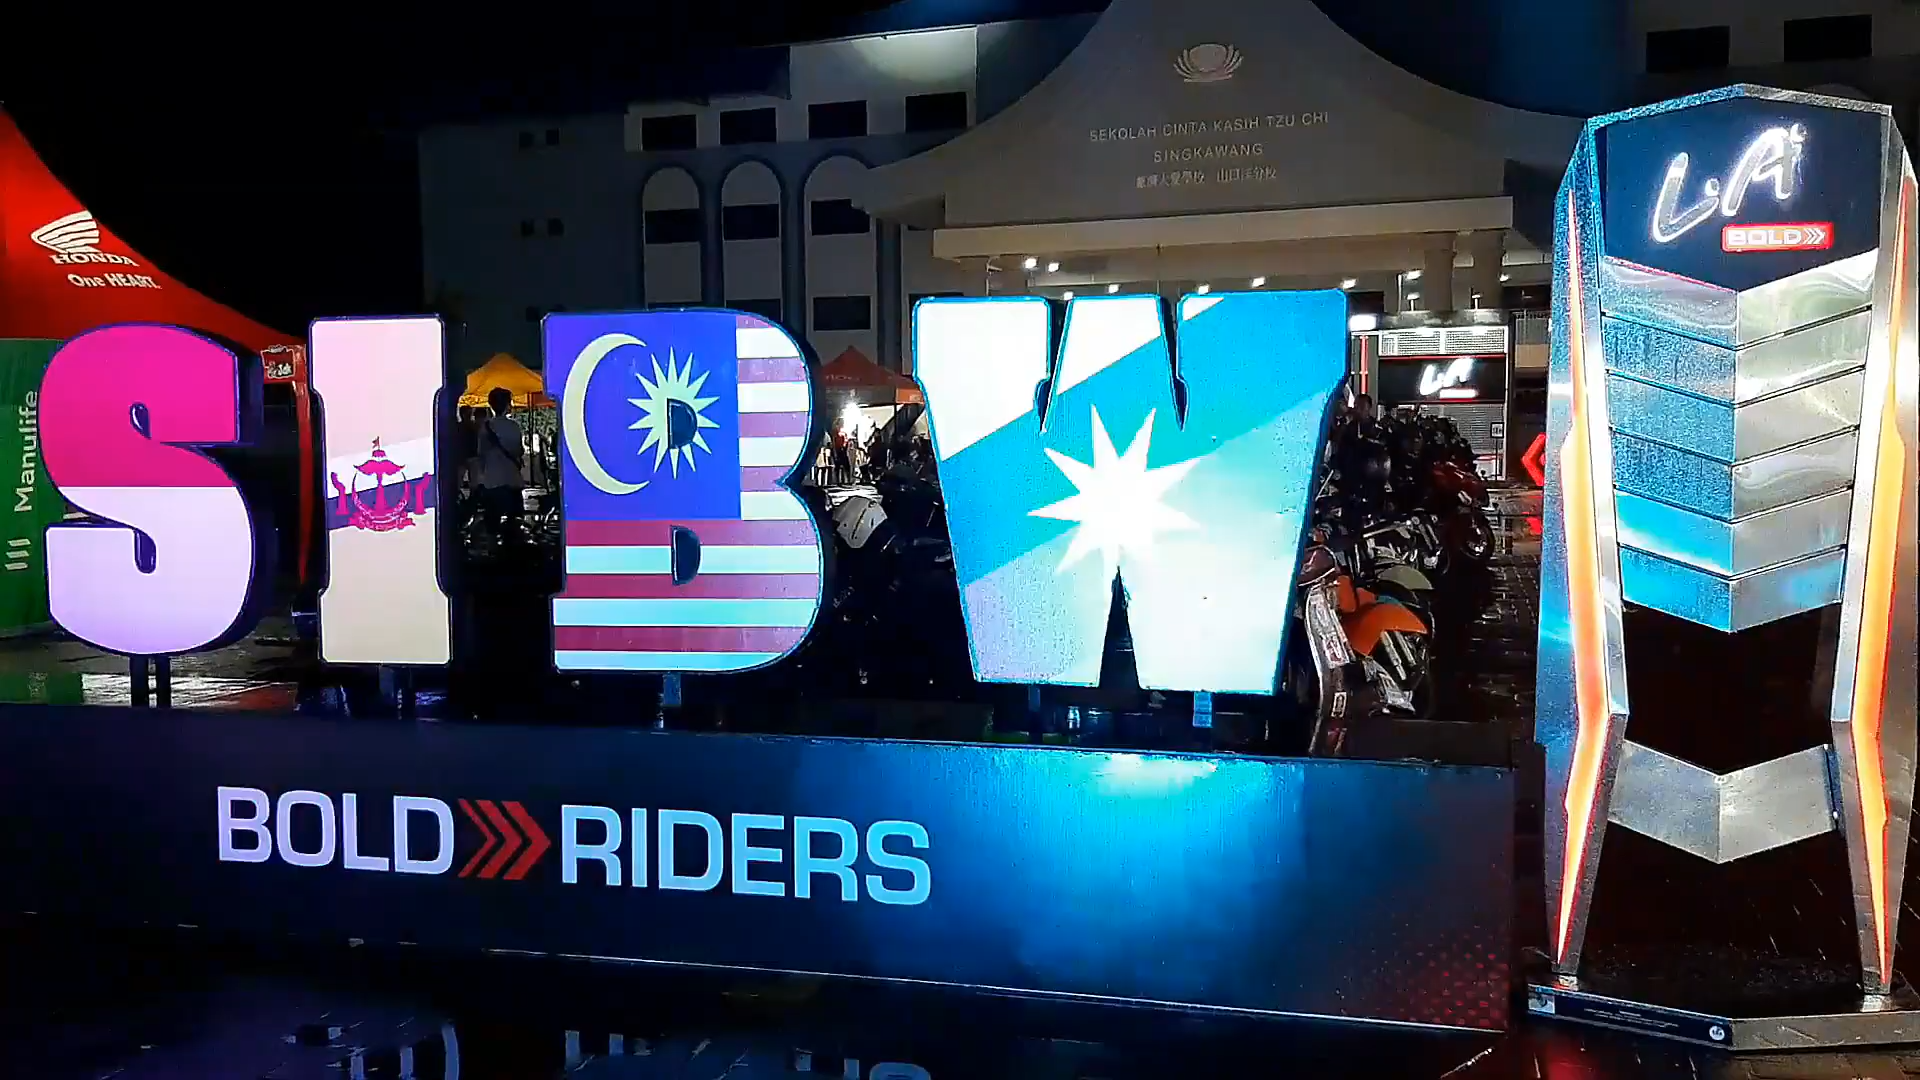 SEKOLAH CINTA KASIH TZU CHI
SINGKAWANG
HONDA
One HEART.
Manulife
SIBW
L.A
BOLD
L.A
BOLD RIDERS